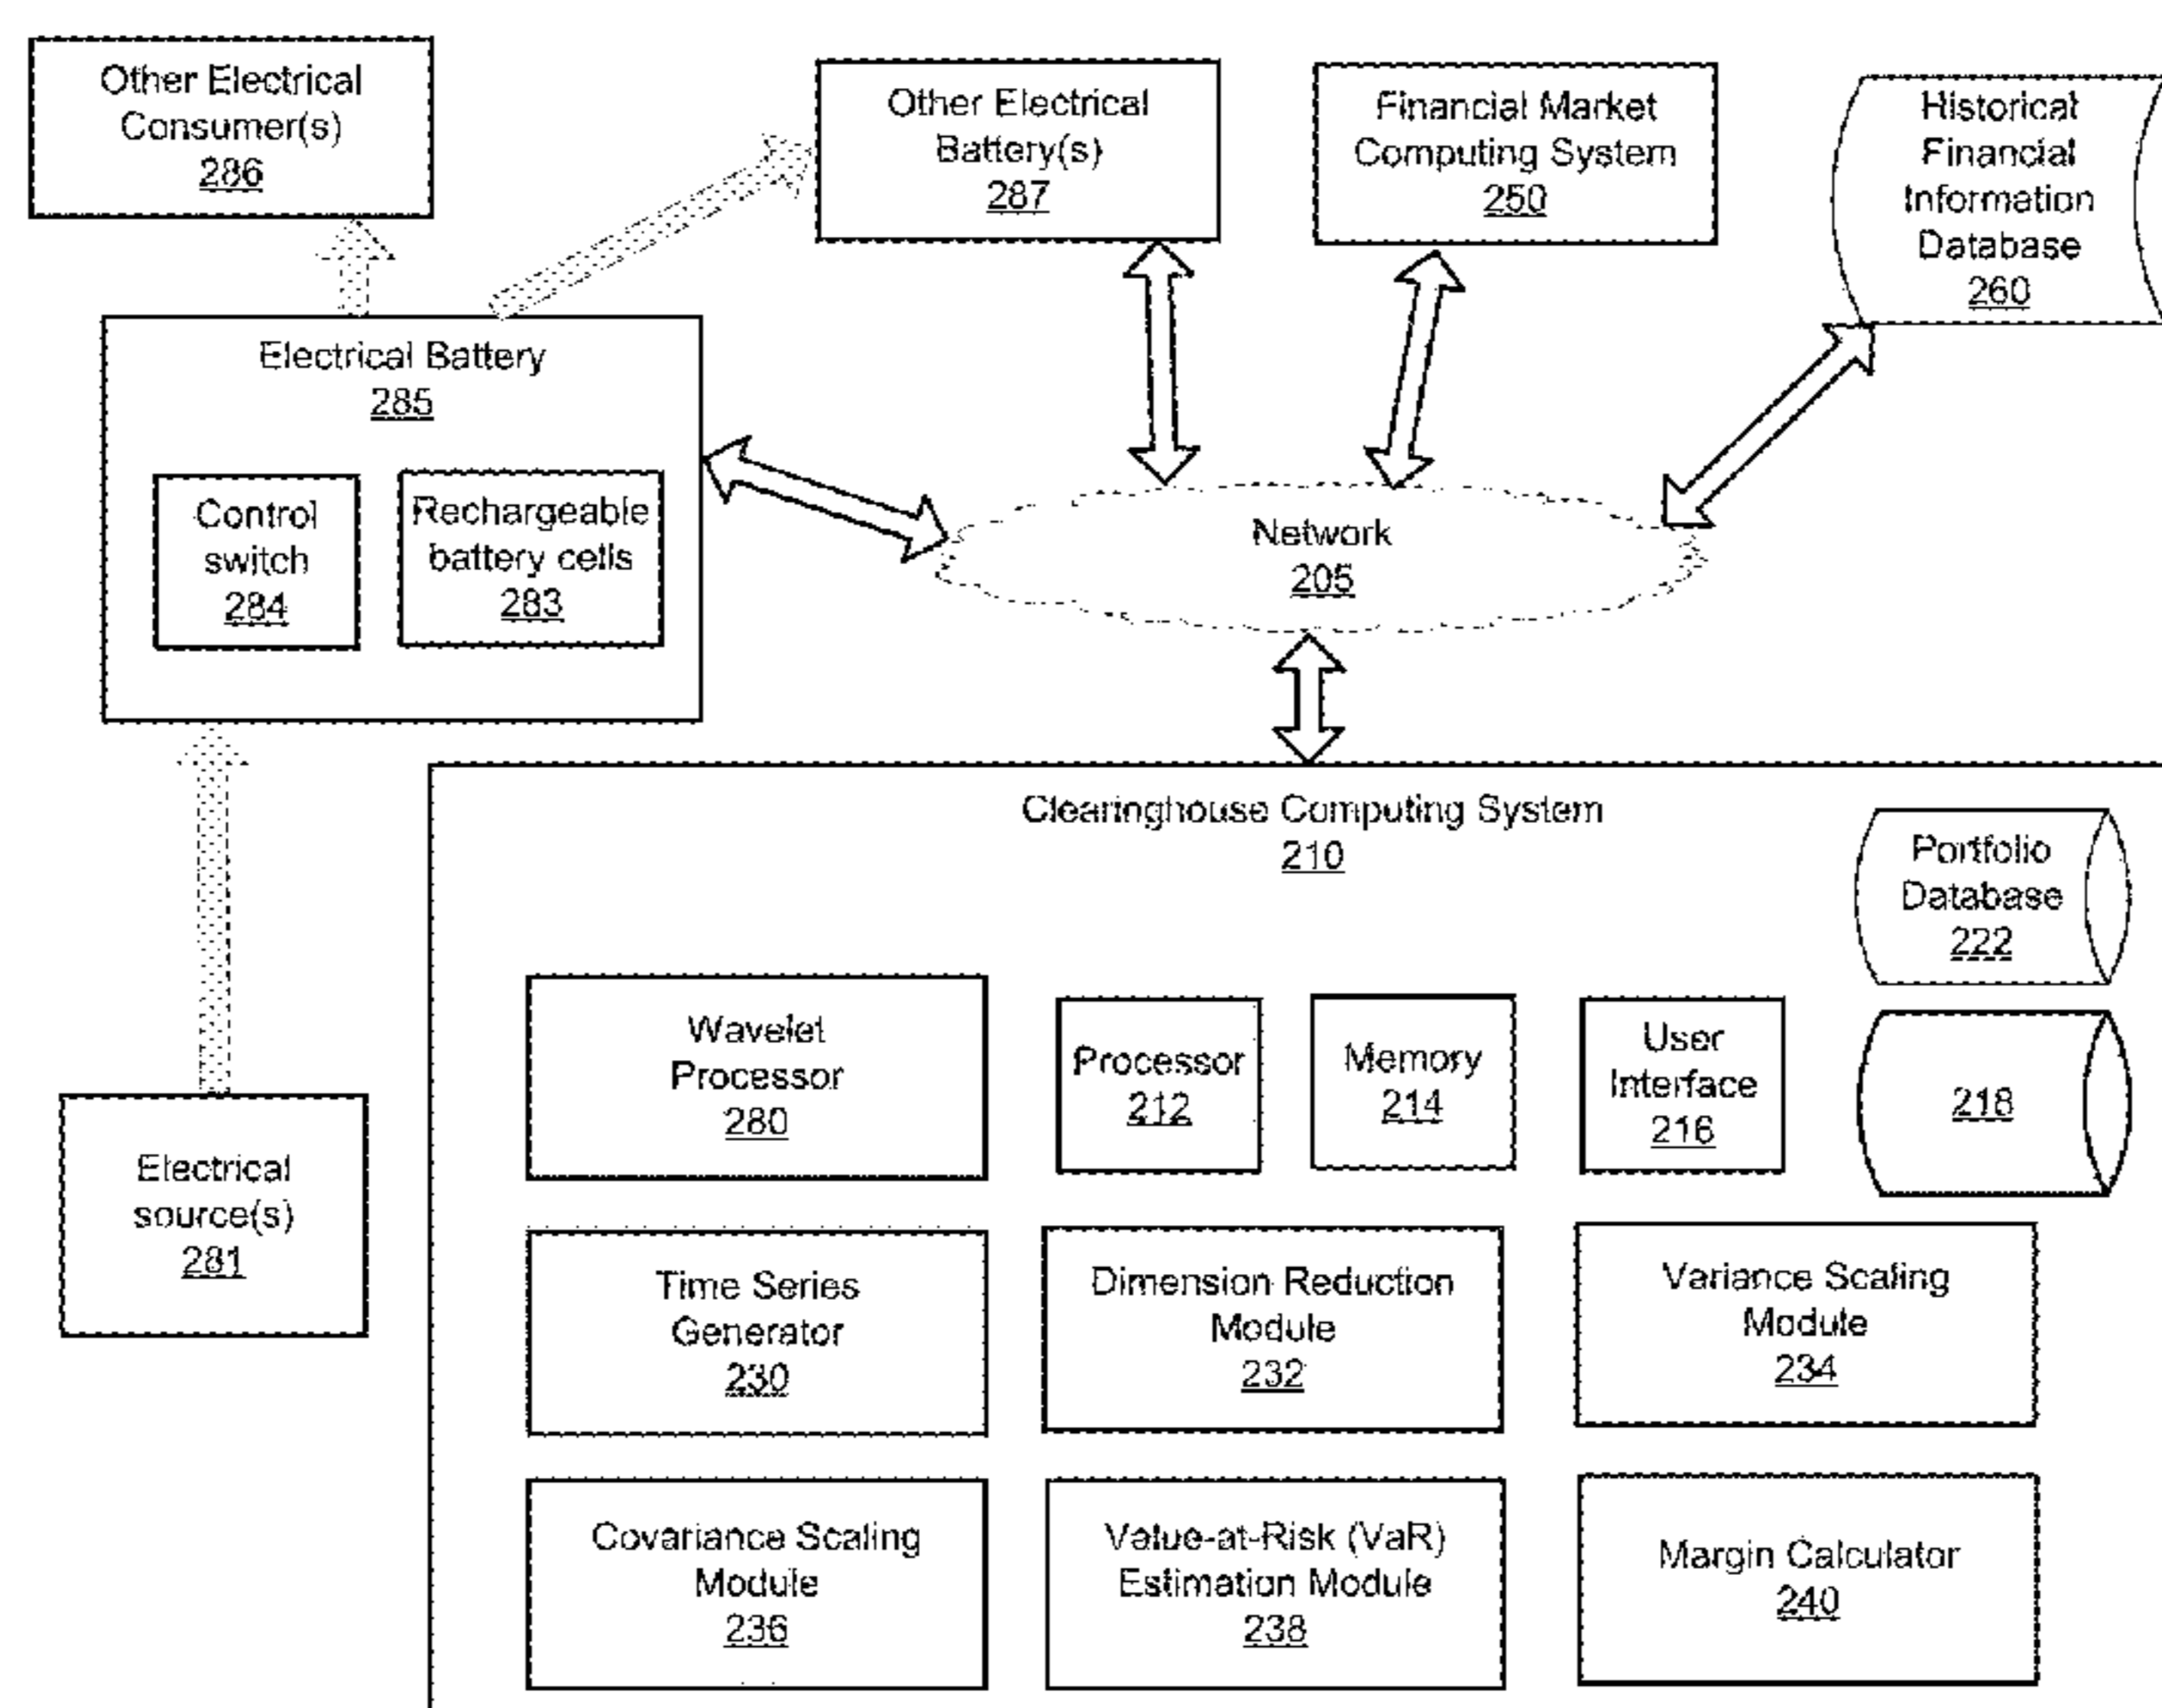 Other Electrical
Consumer(s)
286
Other Electrical
Battery(s)
287
Financial Market
Computing System
250
Historical
Financial
Information
Database
260
Electrical Battery
285
Control
switch
284
Rechargeable
battery cells
283
Network
205
Clearinghouse Computing System
210
Portfolio
Database
222
Wavelet
Processor
280
Processor
212
Memory
214
User
Interface
216
218
Electrical
source(s)
281
Time Series
Generator
230
Dimension Reduction
Module
232
Variance Scaling
Module
234
Covariance Scaling
Module
236
Value-at-Risk (VaR)
Estimation Module
238
Margin Calculator
240